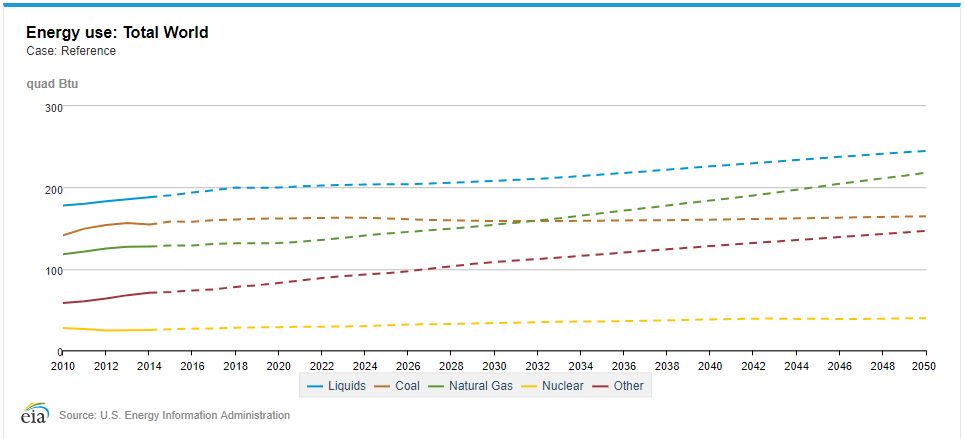 Energy use: Total World
Case: Reference
quad Btu
300
200
100
0
2010 2012 2014 2016 2018 2020 2022 2024 2026 2028 2030 2032 2034 2036 2038 2040 2042 2044 2046 2048 2050
Liquids Coal Natural Gas Nuclear Other
eia Source: U.S. Energy Information Administration